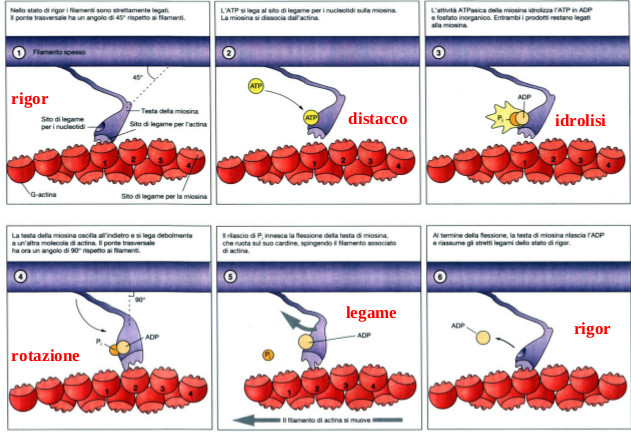 Nello stato di rigor i filamenti sono strettamente legati.
Il ponte trasversale ha un angolo di 45° rispetto ai filamenti.
1
Filamento spesso
45°
rigor
Testa della miosina
Sito di legame
per i nucleotidi
Sito di legame per l'actina
1
2
3
4
G-actina
Sito di legame per la miosina
L'ATP si lega al sito di legame per i nucleotidi sulla miosina.
La miosina si dissocia dall'actina.
2
ATP
ATP
distacco
1
2
3
4
L'attività ATPasica della miosina idrolizza l'ATP in ADP
e fosfato inorganico. Entrambi i prodotti restano legati
alla miosina.
3
ADP
Pi
idrolisi
1
2
3
4
La testa della miosina oscilla all'indietro e si lega debolmente
a un'altra molecola di actina. Il ponte trasversale
ha ora un angolo di 90° rispetto ai filamenti.
4
90°
Pi
ADP
rotazione
1
2
3
4
Il rilascio di Pi innesca la flessione della testa di miosina,
che ruota sul suo cardine, spingendo il filamento associato
di actina.
5
legame
ADP
Pi
1
2
3
4
Il filamento di actina si muove
Al termine della flessione, la testa di miosina rilascia l'ADP
e riassume gli stretti legami dello stato di rigor.
6
ADP
rigor
1
2
3
4